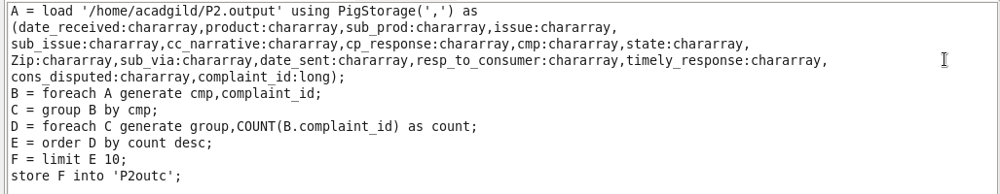 A = load '/home/acadgild/P2.output' using PigStorage(',') as
(date_received:chararray,product:chararray,sub_prod:chararray,issue:chararray,
sub_issue:chararray,cc_narrative:chararray,cp_response:chararray,cmp:chararray,state:chararray,
Zip:chararray,sub_via:chararray,date_sent:chararray,resp_to_consumer:chararray,timely_response:chararray,
cons_disputed:chararray,complaint_id:long);
B = foreach A generate cmp,complaint_id;
C = group B by cmp;
D = foreach C generate group,COUNT(B.complaint_id) as count;
E = order D by count desc;
F = limit E 10;
store F into 'P2outc';